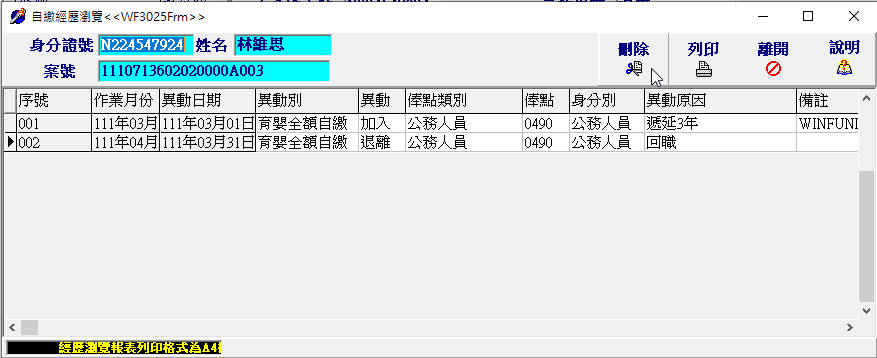 自繳經歷瀏覽<<WF3025Frm>>
身分證號 N224547924 姓名 林維思
案號 1110713602020000A003
刪除 列印 離開 說明
序號 作業月份 異動日期 異動別 異動 俸點類別 俸點 身分別 異動原因 備註
001 111年03月 111年03月01日 育嬰全額自繳 加入 公務人員 0490 公務人員 遞延3年 WINFUNI
002 111年04月 111年03月31日 育嬰全額自繳 退離 公務人員 0490 公務人員 回職
經歷瀏覽報表列印格式為A4